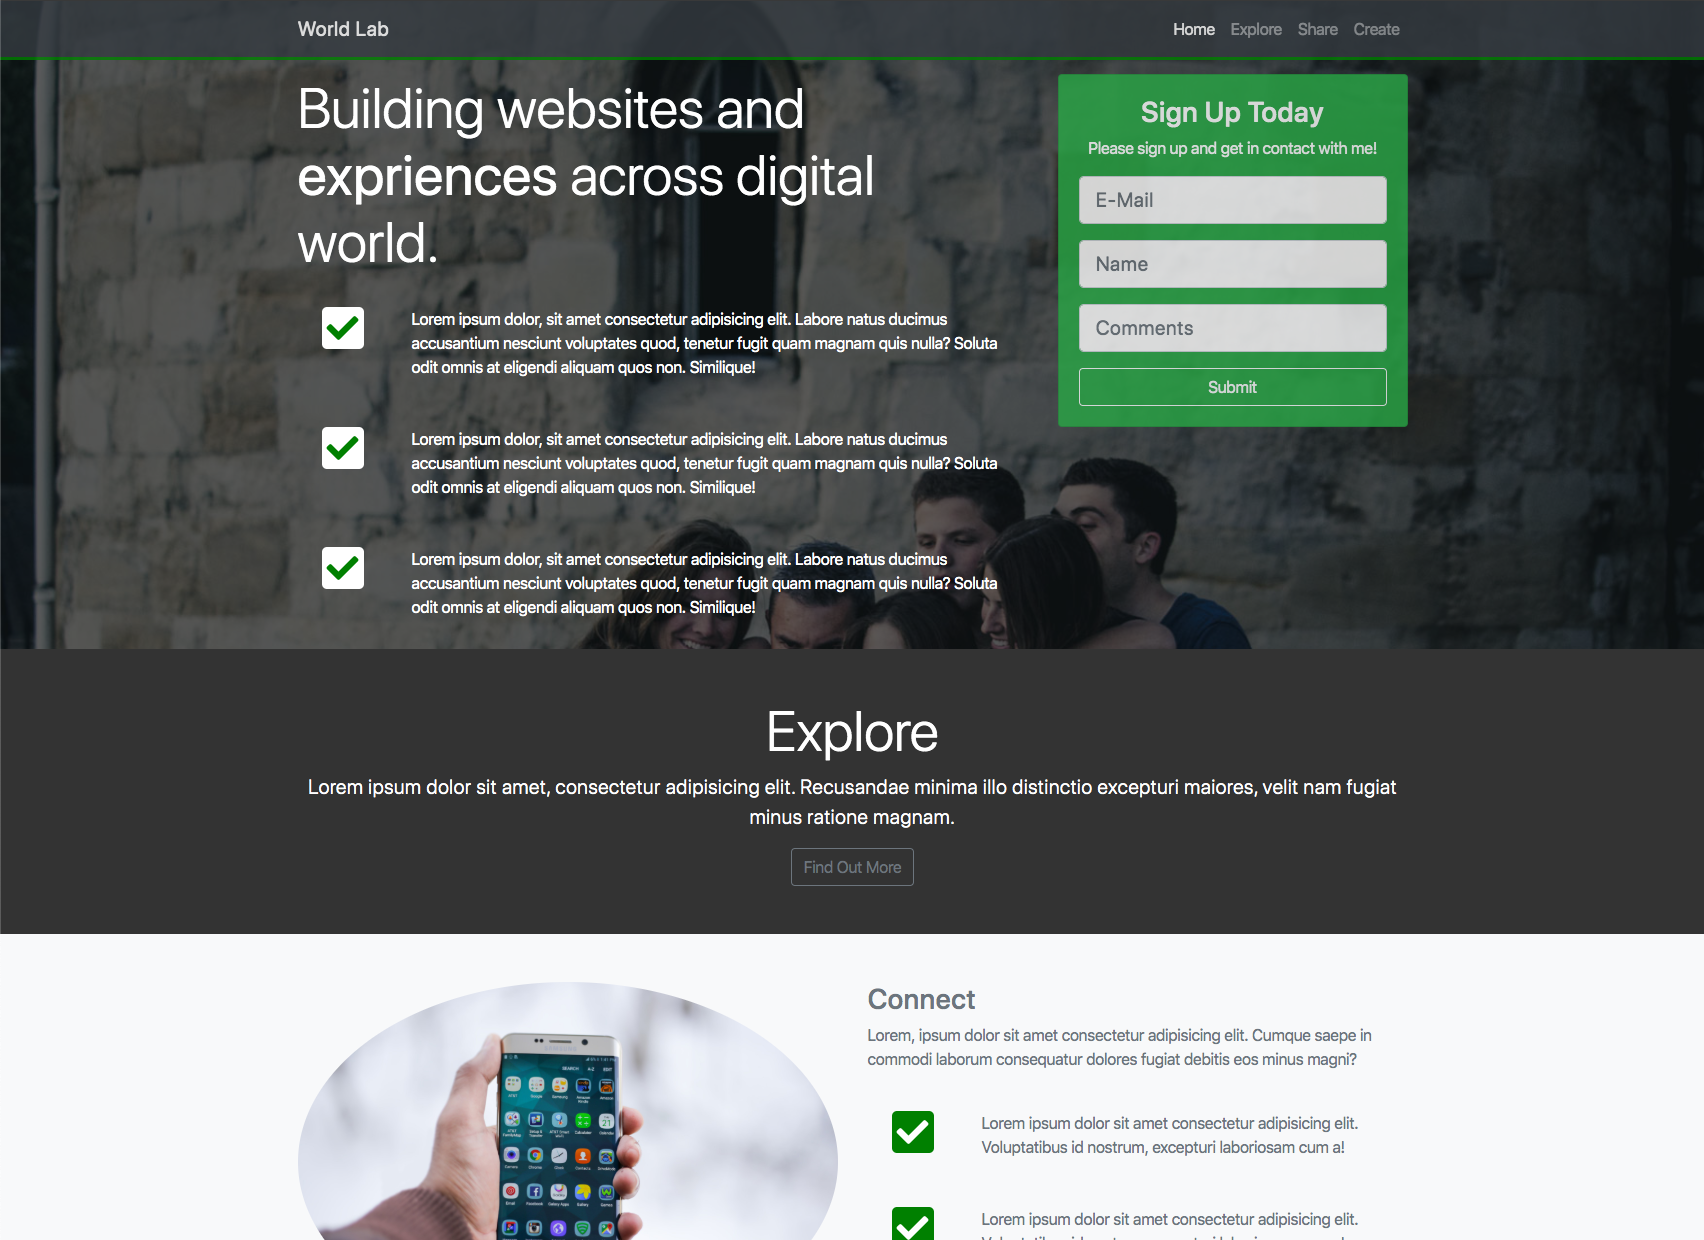 World Lab
Home Explore Share Create
Building websites and
expriences across digital
world.
Lorem ipsum dolor, sit amet consectetur adipisicing elit. Labore natus ducimus
accusantium nesciunt voluptates quod, tenetur fugit quam magnam quis nulla? Soluta
odit omnis at eligendi aliquam quos non. Similique!
Lorem ipsum dolor, sit amet consectetur adipisicing elit. Labore natus ducimus
accusantium nesciunt voluptates quod, tenetur fugit quam magnam quis nulla? Soluta
odit omnis at eligendi aliquam quos non. Similique!
Lorem ipsum dolor, sit amet consectetur adipisicing elit. Labore natus ducimus
accusantium nesciunt voluptates quod, tenetur fugit quam magnam quis nulla? Soluta
odit omnis at eligendi aliquam quos non. Similique!
Sign Up Today
Please sign up and get in contact with me!
E-Mail
Name
Comments
Submit
Explore
Lorem ipsum dolor sit amet, consectetur adipisicing elit. Recusandae minima illo distinctio excepturi maiores, velit nam fugiat
minus ratione magnam.
Find Out More
SAMSUNG
SEARCH A-Z EDIT
Connect
Lorem, ipsum dolor sit amet consectetur adipisicing elit. Cumque saepe in
commodi laborum consequatur dolores fugiat debitis eos minus magni?
Lorem ipsum dolor sit amet consectetur adipisicing elit.
Voluptatibus id nostrum, excepturi laboriosam cum a!
Lorem ipsum dolor sit amet consectetur adipisicing elit.